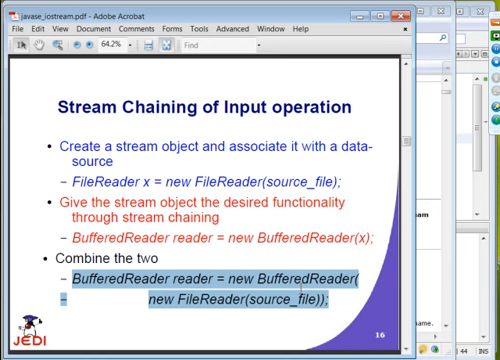 javase_iostream.pdf - Adobe Acrobat
File Edit View Document Comments Forms Tools Advanced Window Help
64.2%
Find
Stream Chaining of Input operation
• Create a stream object and associate it with a data-
source
– FileReader x = new FileReader(source_file);
• Give the stream object the desired functionality
through stream chaining
– BufferedReader reader = new BufferedReader(x);
• Combine the two
– BufferedReader reader = new BufferedReader(
– new FileReader(source_file));
JEDI
16
44 INS